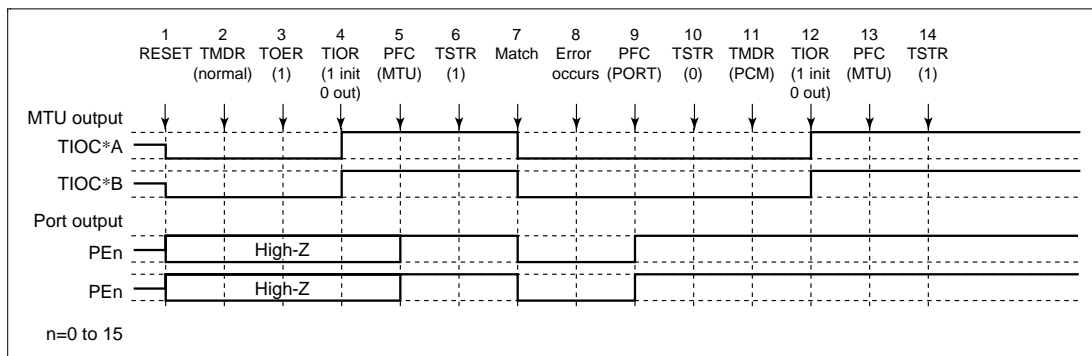 1 2 3 4 5 6 7 8 9 10 11 12 13 14
RESET TMDR TOER TIOR PFC TSTR Match Error PFC TSTR TMDR TIOR PFC TSTR
(normal) (1) (1 init (MTU) (1) occurs (PORT) (0) (PCM) (1 init (MTU) (1)
0 out) 0 out)
MTU output
TIOC*A
TIOC*B
Port output
PEn High-Z
PEn High-Z
n=0 to 15